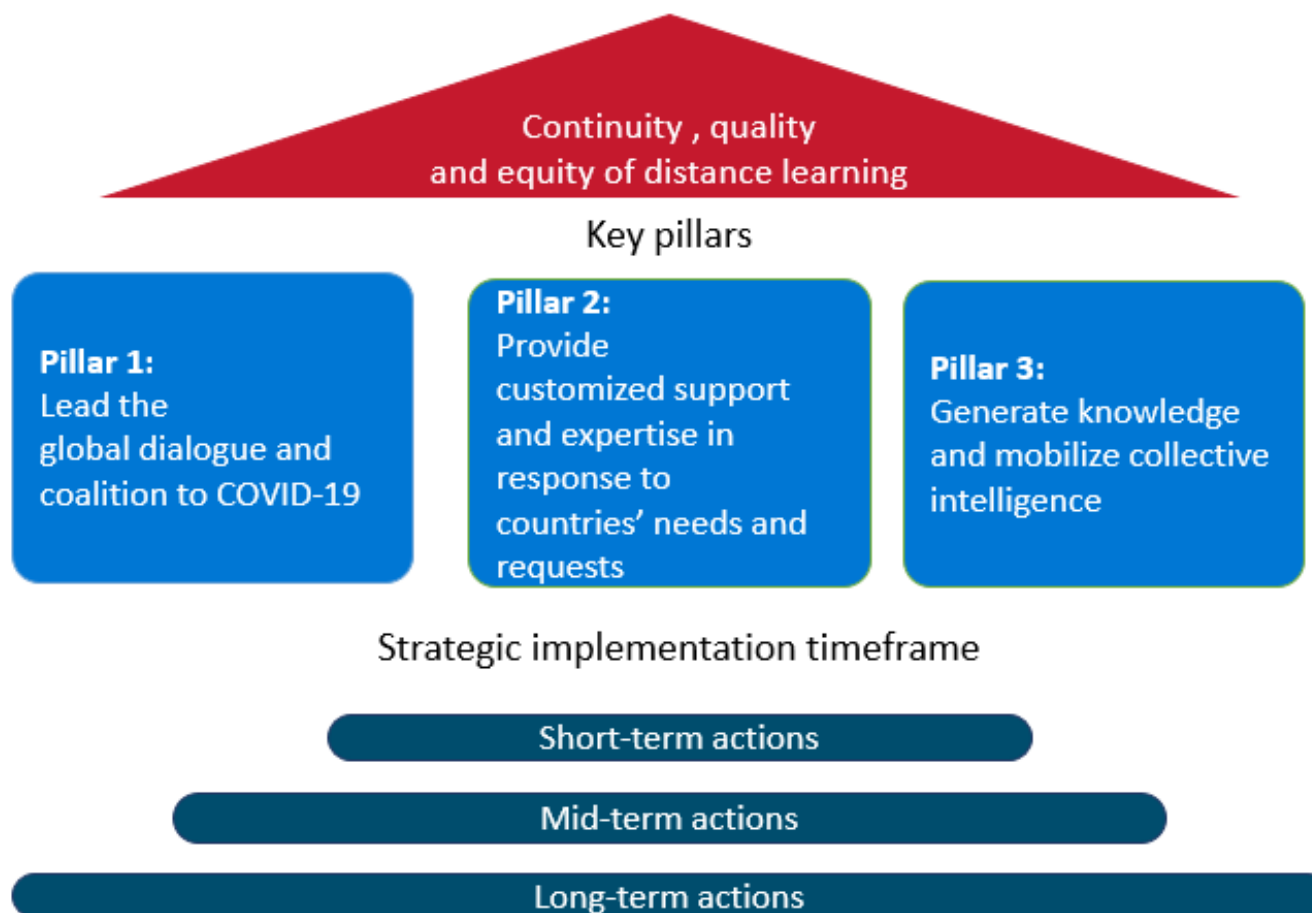 Continuity , quality
and equity of distance learning
Key pillars
Pillar 1:
Lead the
global dialogue and
coalition to COVID-19
Pillar 2:
Provide
customized support
and expertise in
response to
countries’ needs and
requests
Pillar 3:
Generate knowledge
and mobilize collective
intelligence
Strategic implementation timeframe
Short-term actions
Mid-term actions
Long-term actions